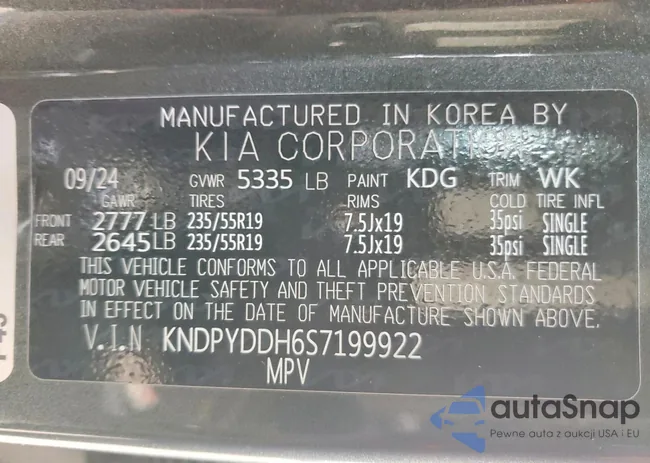 MANUFACTURED IN KOREA BY
KIA CORPORATI
09/24 GVWR 5335 LB PAINT KDG TRIM WK
GAWR TIRES RIMS COLD TIRE INFL
FRONT 2777 LB 235/55R19 7.5Jx19 35psi SINGLE
REAR 2645 LB 235/55R19 7.5Jx19 35psi SINGLE
THIS VEHICLE CONFORMS TO ALL APPLICABLE U.S.A. FEDERAL
MOTOR VEHICLE SAFETY AND THEFT PREVENTION STANDARDS
IN EFFECT ON THE DATE OF MANUFACTURE SHOWN ABOVE.
V.I.N KNDPYDDH6S7199922
MPV
autaSnap
Pewne auta z aukcji USA i EU